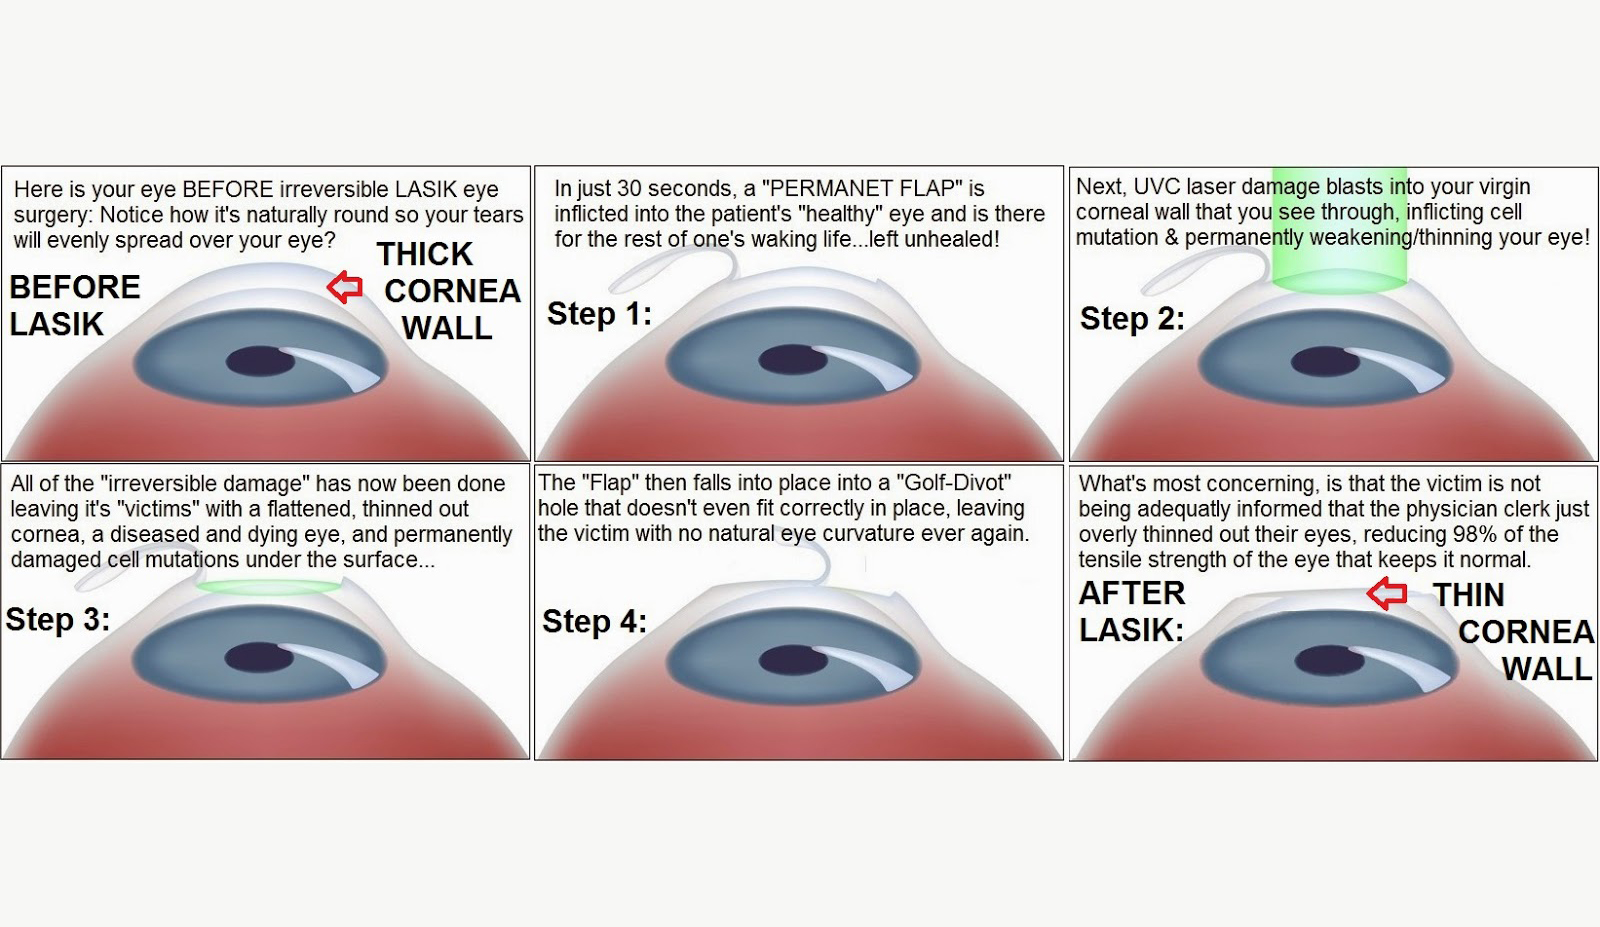 Here is your eye BEFORE irreversible LASIK eye
surgery: Notice how it's naturally round so your tears
will evenly spread over your eye?
THICK
CORNEA
WALL
BEFORE
LASIK
In just 30 seconds, a "PERMANET FLAP" is
inflicted into the patient's "healthy" eye and is there
for the rest of one's waking life...left unhealed!
Step 1:
Next, UVC laser damage blasts into your virgin
corneal wall that you see through, inflicting cell
mutation & permanently weakening/thinning your eye!
Step 2:
All of the "irreversible damage" has now been done
leaving it's "victims" with a flattened, thinned out
cornea, a diseased and dying eye, and permanently
damaged cell mutations under the surface...
Step 3:
The "Flap" then falls into place into a "Golf-Divot"
hole that doesn't even fit correctly in place, leaving
the victim with no natural eye curvature ever again.
Step 4:
What's most concerning, is that the victim is not
being adequately informed that the physician clerk just
overly thinned out their eyes, reducing 98% of the
tensile strength of the eye that keeps it normal.
AFTER
LASIK:
THIN
CORNEA
WALL